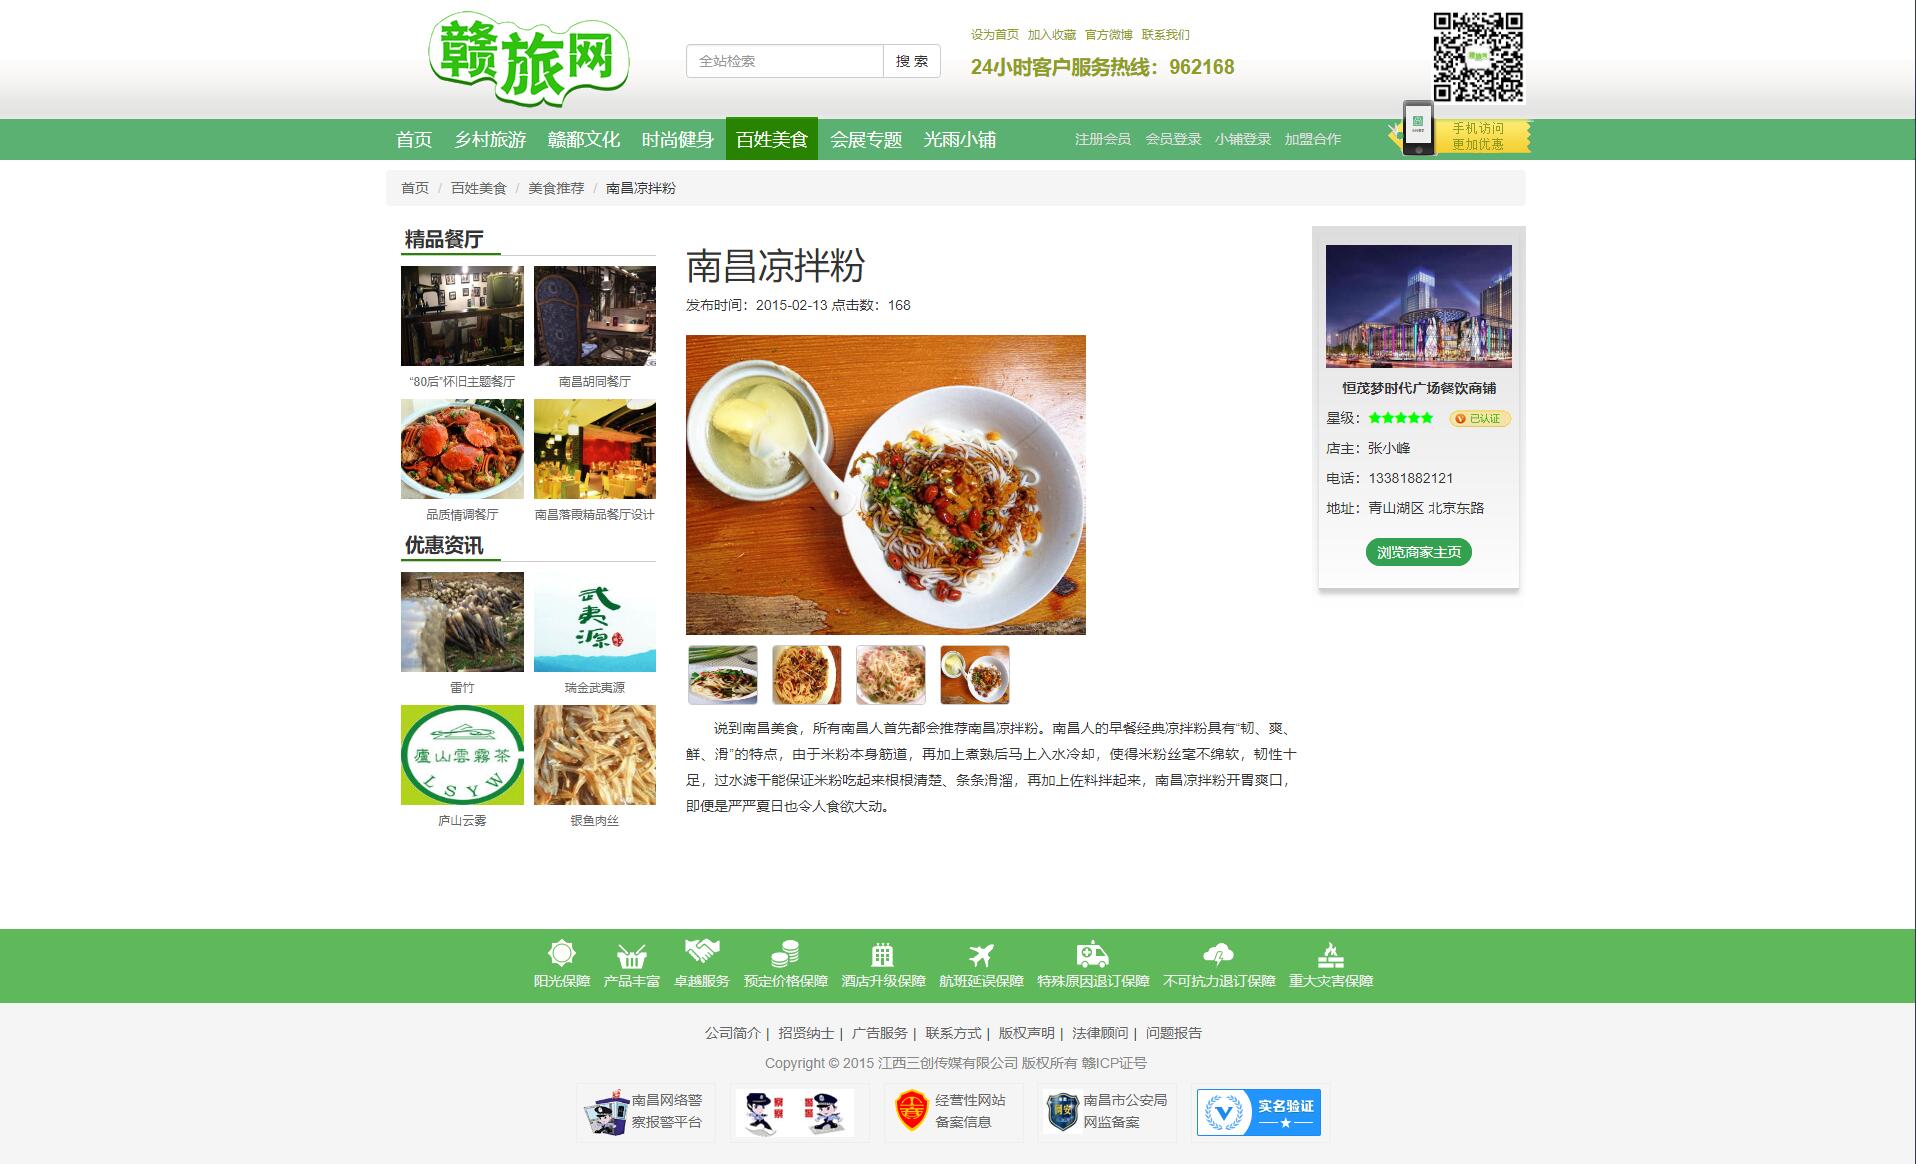 赣旅网
全站检索
搜 索
设为首页 加入收藏 官方微博 联系我们
24小时客户服务热线：962168
首页 乡村旅游 赣鄱文化 时尚健身 百姓美食 会展专题 光雨小铺 注册会员 会员登录 小铺登录 加盟合作
手机访问
更加优惠
首页 / 百姓美食 / 美食推荐 / 南昌凉拌粉
精品餐厅
“80后”怀旧主题餐厅
南昌胡同餐厅
品质情调餐厅
南昌落霞精品餐厅设计
优惠资讯
武夷源
雷竹
瑞金武夷源
廬山雲霧茶
LSYW
庐山云雾
银鱼肉丝
南昌凉拌粉
发布时间：2015-02-13 点击数：168
说到南昌美食，所有南昌人首先都会推荐南昌凉拌粉。南昌人的早餐经典凉拌粉具有“韧、爽、
鲜、滑”的特点，由于米粉本身筋道，再加上煮熟后马上入水冷却，使得米粉丝毫不绵软，韧性十
足，过水滤干能保证米粉吃起来根根清楚、条条滑溜，再加上佐料拌起来，南昌凉拌粉开胃爽口，
即便是严严夏日也令人食欲大动。
恒茂梦时代广场餐饮商铺
星级：★★★★★ V 已认证
店主：张小峰
电话：13381882121
地址：青山湖区 北京东路
浏览商家主页
阳光保障 产品丰富 卓越服务 预定价格保障 酒店升级保障 航班延误保障 特殊原因退订保障 不可抗力退订保障 重大灾害保障
公司简介 | 招贤纳士 | 广告服务 | 联系方式 | 版权声明 | 法律顾问 | 问题报告
Copyright © 2015 江西三创传媒有限公司 版权所有 赣ICP证号
南昌网络警
察报警平台
警察
经营性网站
备案信息
网安
南昌市公安局
网监备案
实名验证